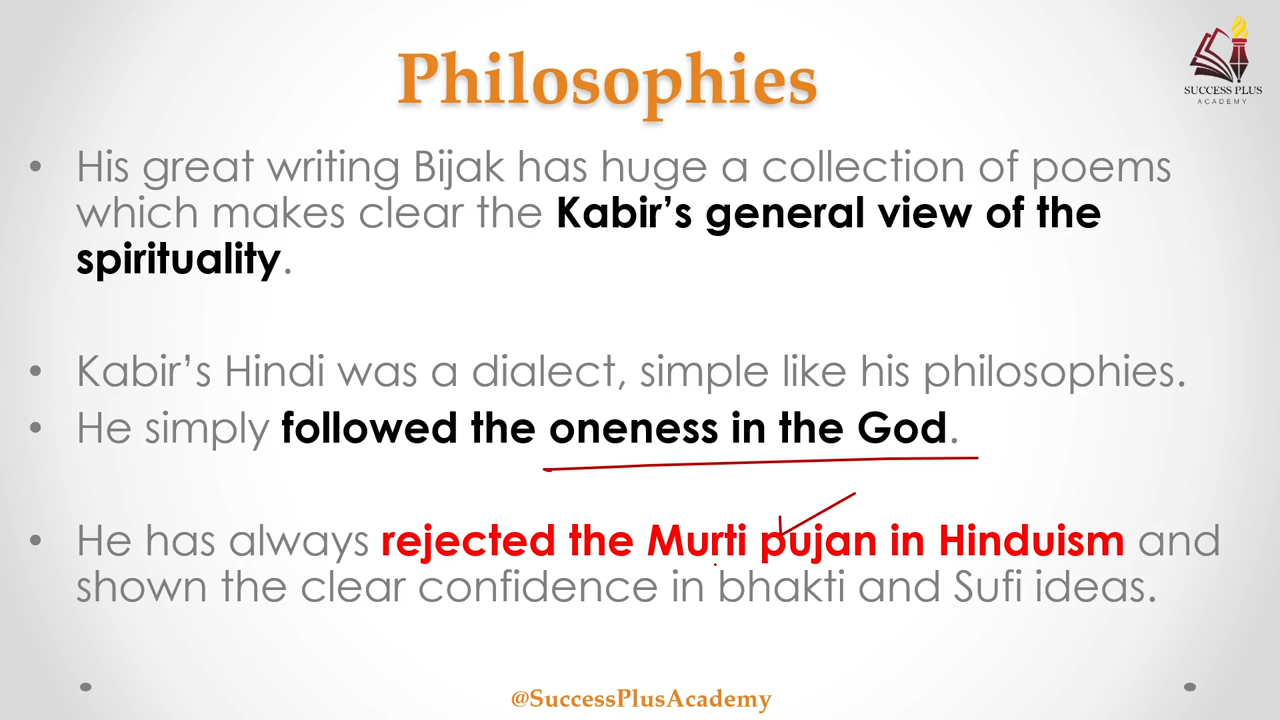 Philosophies
SUCCESS PLUS
ACADEMY
• His great writing Bijak has huge a collection of poems
which makes clear the Kabir’s general view of the
spirituality.
• Kabir’s Hindi was a dialect, simple like his philosophies.
• He simply followed the oneness in the God.
• He has always rejected the Murti pujan in Hinduism and
shown the clear confidence in bhakti and Sufi ideas.
@SuccessPlusAcademy